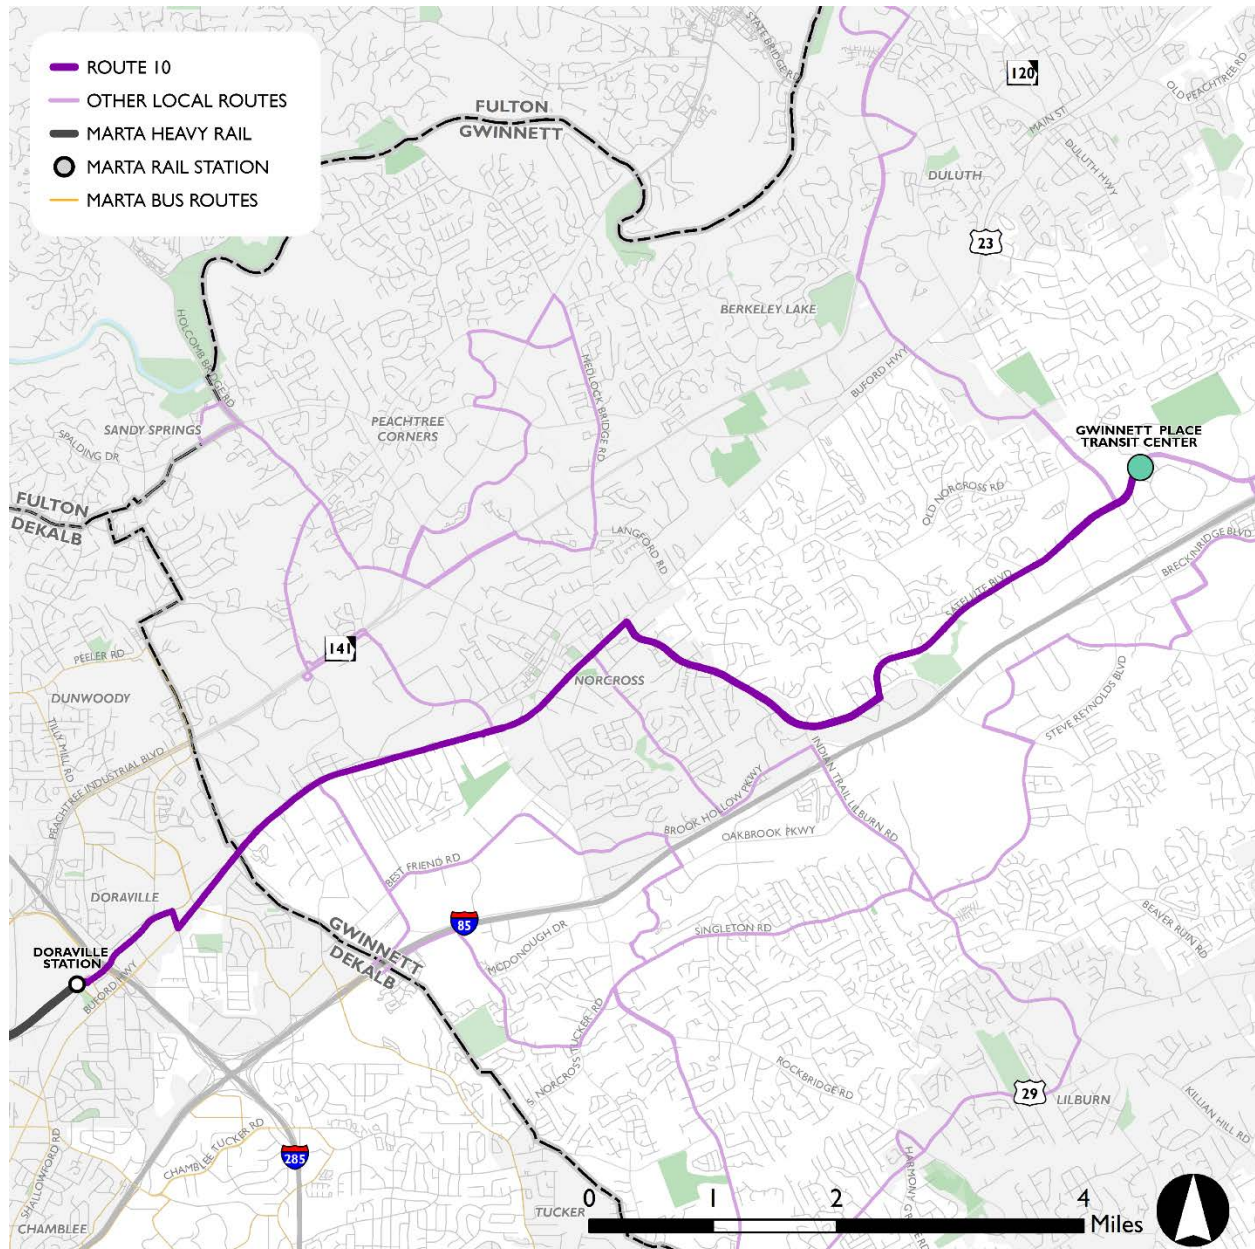 ROUTE 10
OTHER LOCAL ROUTES
MARTA HEAVY RAIL
MARTA RAIL STATION
MARTA BUS ROUTES
STATE BRIDGE RD
120
OLD PEACHTREE RD
MAIN ST
DULUTH HWY
FULTON
GWINNETT
DULUTH
23
BERKELEY LAKE
HOLCOMB BRIDGE RD
MEDLOCK BRIDGE RD
BUFORD HWY
PEACHTREE
CORNERS
SANDY SPRINGS
SPALDING DR
GWINNETT PLACE
TRANSIT CENTER
FULTON
DEKALB
OLD NORCROSS RD
LANGFORD RD
BRECKINRIDGE BLVD
SATELLITE BLVD
141
PEELER RD
NORCROSS
DUNWOODY
TILLY MILL RD
STEVE REYNOLDS BLVD
PEACHTREE INDUSTRIAL BLVD
INDIAN TRAIL LILBURN RD
BROOK HOLLOW PKWY
OAKBROOK PKWY
BEST FRIEND RD
DORAVILLE
85
BEAVER RUIN RD
SINGLETON RD
GWINNETT
DEKALB
MCDONOUGH DR
DORAVILLE
STATION
BUFORD HWY
S. NORCROSS TUCKER RD
ROCKBRIDGE RD
29
LILBURN
KILLIAN HILL RD
CHAMBLEE TUCKER RD
285
SHALLOWFORD RD
HARMONY GR
CHAMBLEE
TUCKER
0 1 2 4
Miles